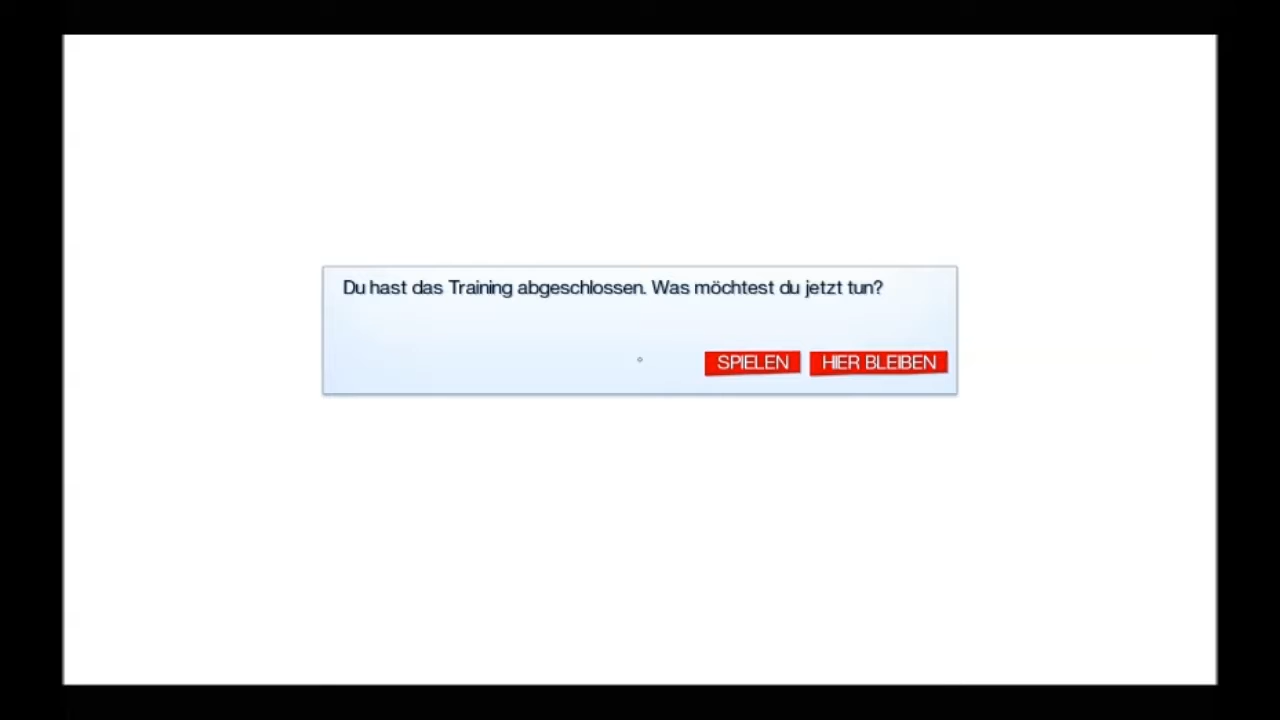 Du hast das Training abgeschlossen. Was möchtest du jetzt tun?
SPIELEN HIER BLEIBEN